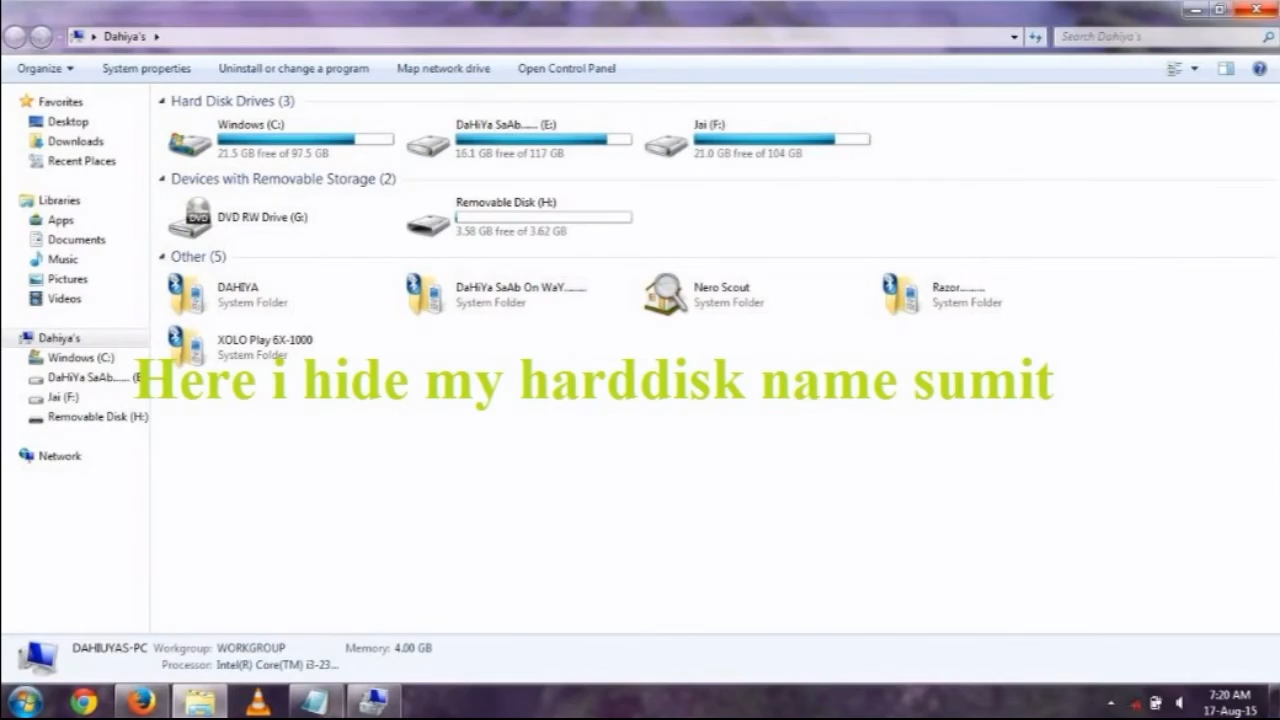 Dahiya's
Search Dahiya's
Organize
System properties
Uninstall or change a program
Map network drive
Open Control Panel
Favorites
Desktop
Downloads
Recent Places
Libraries
Apps
Documents
Music
Pictures
Videos
Dahiya's
Windows (C:)
DaHiYa SaAb...... (E
Jai (F:)
Removable Disk (H:)
Network
Hard Disk Drives (3)
Windows (C:)
21.5 GB free of 97.5 GB
DaHiYa SaAb...... (E:)
16.1 GB free of 117 GB
Jai (F:)
21.0 GB free of 104 GB
Devices with Removable Storage (2)
DVD
DVD RW Drive (G:)
Removable Disk (H:)
3.58 GB free of 3.62 GB
Other (5)
DAHIYA
System Folder
DaHiYa SaAb On WaY........
System Folder
Nero Scout
System Folder
Razor..........
System Folder
XOLO Play 6X-1000
System Folder
Here i hide my harddisk name sumit
DAHIUYAS-PC Workgroup: WORKGROUP Memory: 4.00 GB
Processor: Intel(R) Core(TM) i3-23...
7:20 AM
17-Aug-15